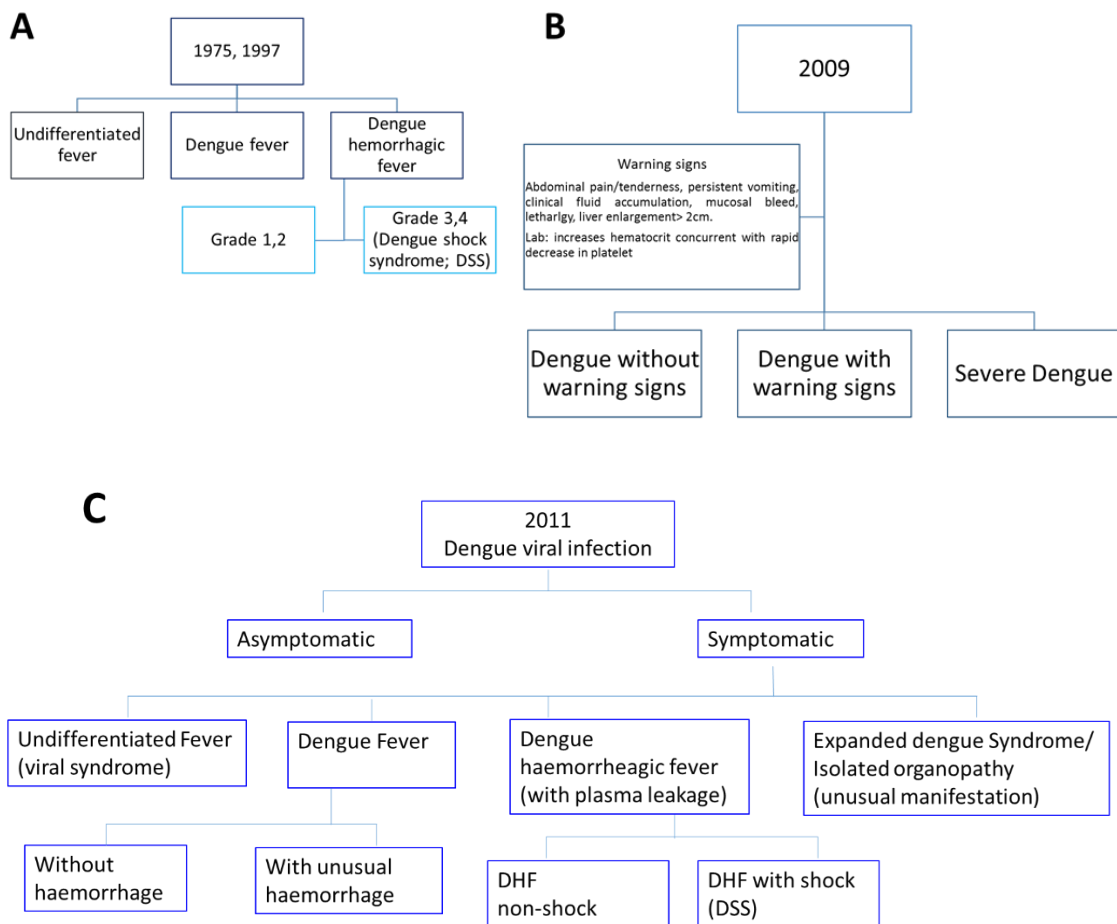 A
1975, 1997
Undifferentiated
fever
Dengue fever
Dengue
hemorrhagic
fever
Grade 1,2
Grade 3,4
(Dengue shock
syndrome; DSS)
B
2009
Warning signs
Abdominal pain/tenderness, persistent vomiting,
clinical fluid accumulation, mucosal bleed,
letharlgy, liver enlargement> 2cm.
Lab: increases hematocrit concurrent with rapid
decrease in platelet
Dengue without
warning signs
Dengue with
warning signs
Severe Dengue
C
2011
Dengue viral infection
Asymptomatic
Symptomatic
Undifferentiated Fever
(viral syndrome)
Dengue Fever
Dengue
haemorrheagic fever
(with plasma leakage)
Expanded dengue Syndrome/
Isolated organopathy
(unusual manifestation)
Without
haemorrhage
With unusual
haemorrhage
DHF
non-shock
DHF with shock
(DSS)